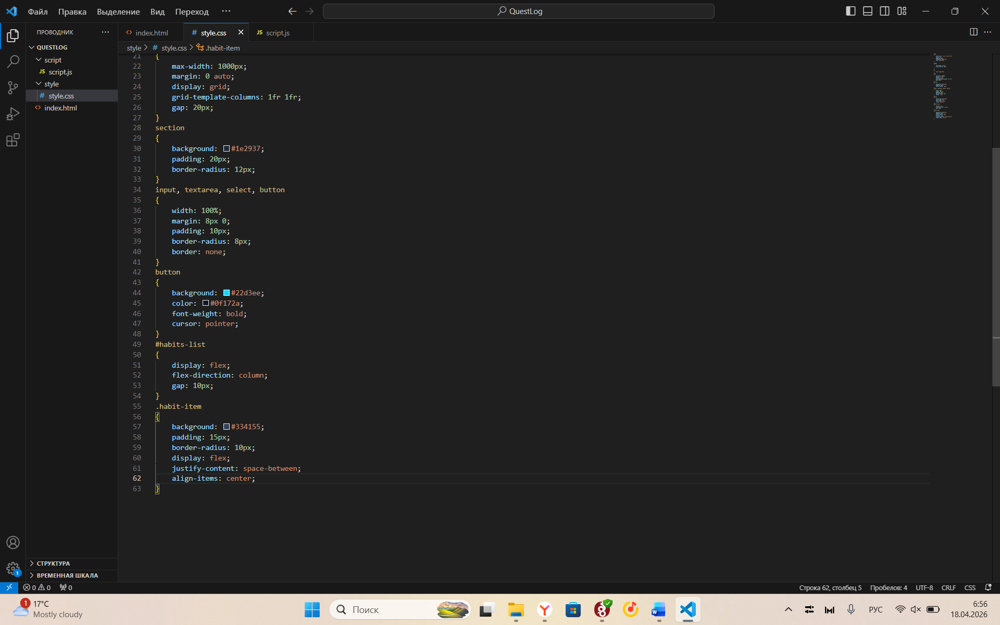 Файл Правка Выделение Вид Переход ··· QuestLog
ПРОВОДНИК ···
QUESTLOG
script
JS script.js
style
# style.css
index.html
СТРУКТУРА
ВРЕМЕННАЯ ШКАЛА
index.html # style.css JS script.js
style > # style.css > .habit-item
21 {
22 max-width: 1000px;
23 margin: 0 auto;
24 display: grid;
25 grid-template-columns: 1fr 1fr;
26 gap: 20px;
27 }
28 section
29 {
30 background: #1e2937;
31 padding: 20px;
32 border-radius: 12px;
33 }
34 input, textarea, select, button
35 {
36 width: 100%;
37 margin: 8px 0;
38 padding: 10px;
39 border-radius: 8px;
40 border: none;
41 }
42 button
43 {
44 background: #22d3ee;
45 color: #0f172a;
46 font-weight: bold;
47 cursor: pointer;
48 }
49 #habits-list
50 {
51 display: flex;
52 flex-direction: column;
53 gap: 10px;
54 }
55 .habit-item
56 {
57 background: #334155;
58 padding: 15px;
59 border-radius: 10px;
60 display: flex;
61 justify-content: space-between;
62 align-items: center;
63 }
1
0 0 0 Строка 62, столбец 5 Пробелов: 4 UTF-8 CRLF CSS
1 17°C
Mostly cloudy
Поиск
РУС
6:56
18.04.2026